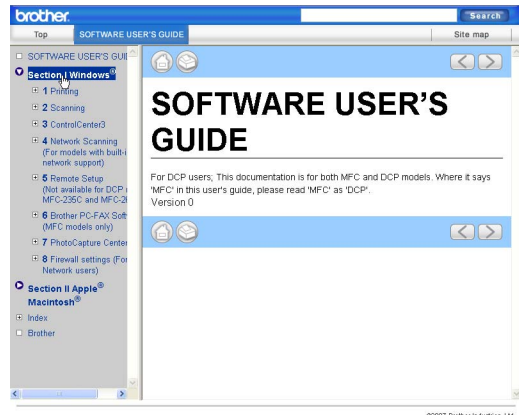 brother.
Search
Top
SOFTWARE USER'S GUIDE
Site map
SOFTWARE USER'S GUI
Section I Windows®
1 Printing
2 Scanning
3 ControlCenter3
4 Network Scanning
(For models with built-i
network support)
5 Remote Setup
(Not available for DCP
MFC-235C and MFC-2
6 Brother PC-FAX Soft
(MFC models only)
7 PhotoCapture Center
8 Firewall settings (For
Network users)
Section II Apple®
Macintosh®
Index
Brother
SOFTWARE USER'S
GUIDE
For DCP users; This documentation is for both MFC and DCP models. Where it says
'MFC' in this user's guide, please read 'MFC' as 'DCP'.
Version 0